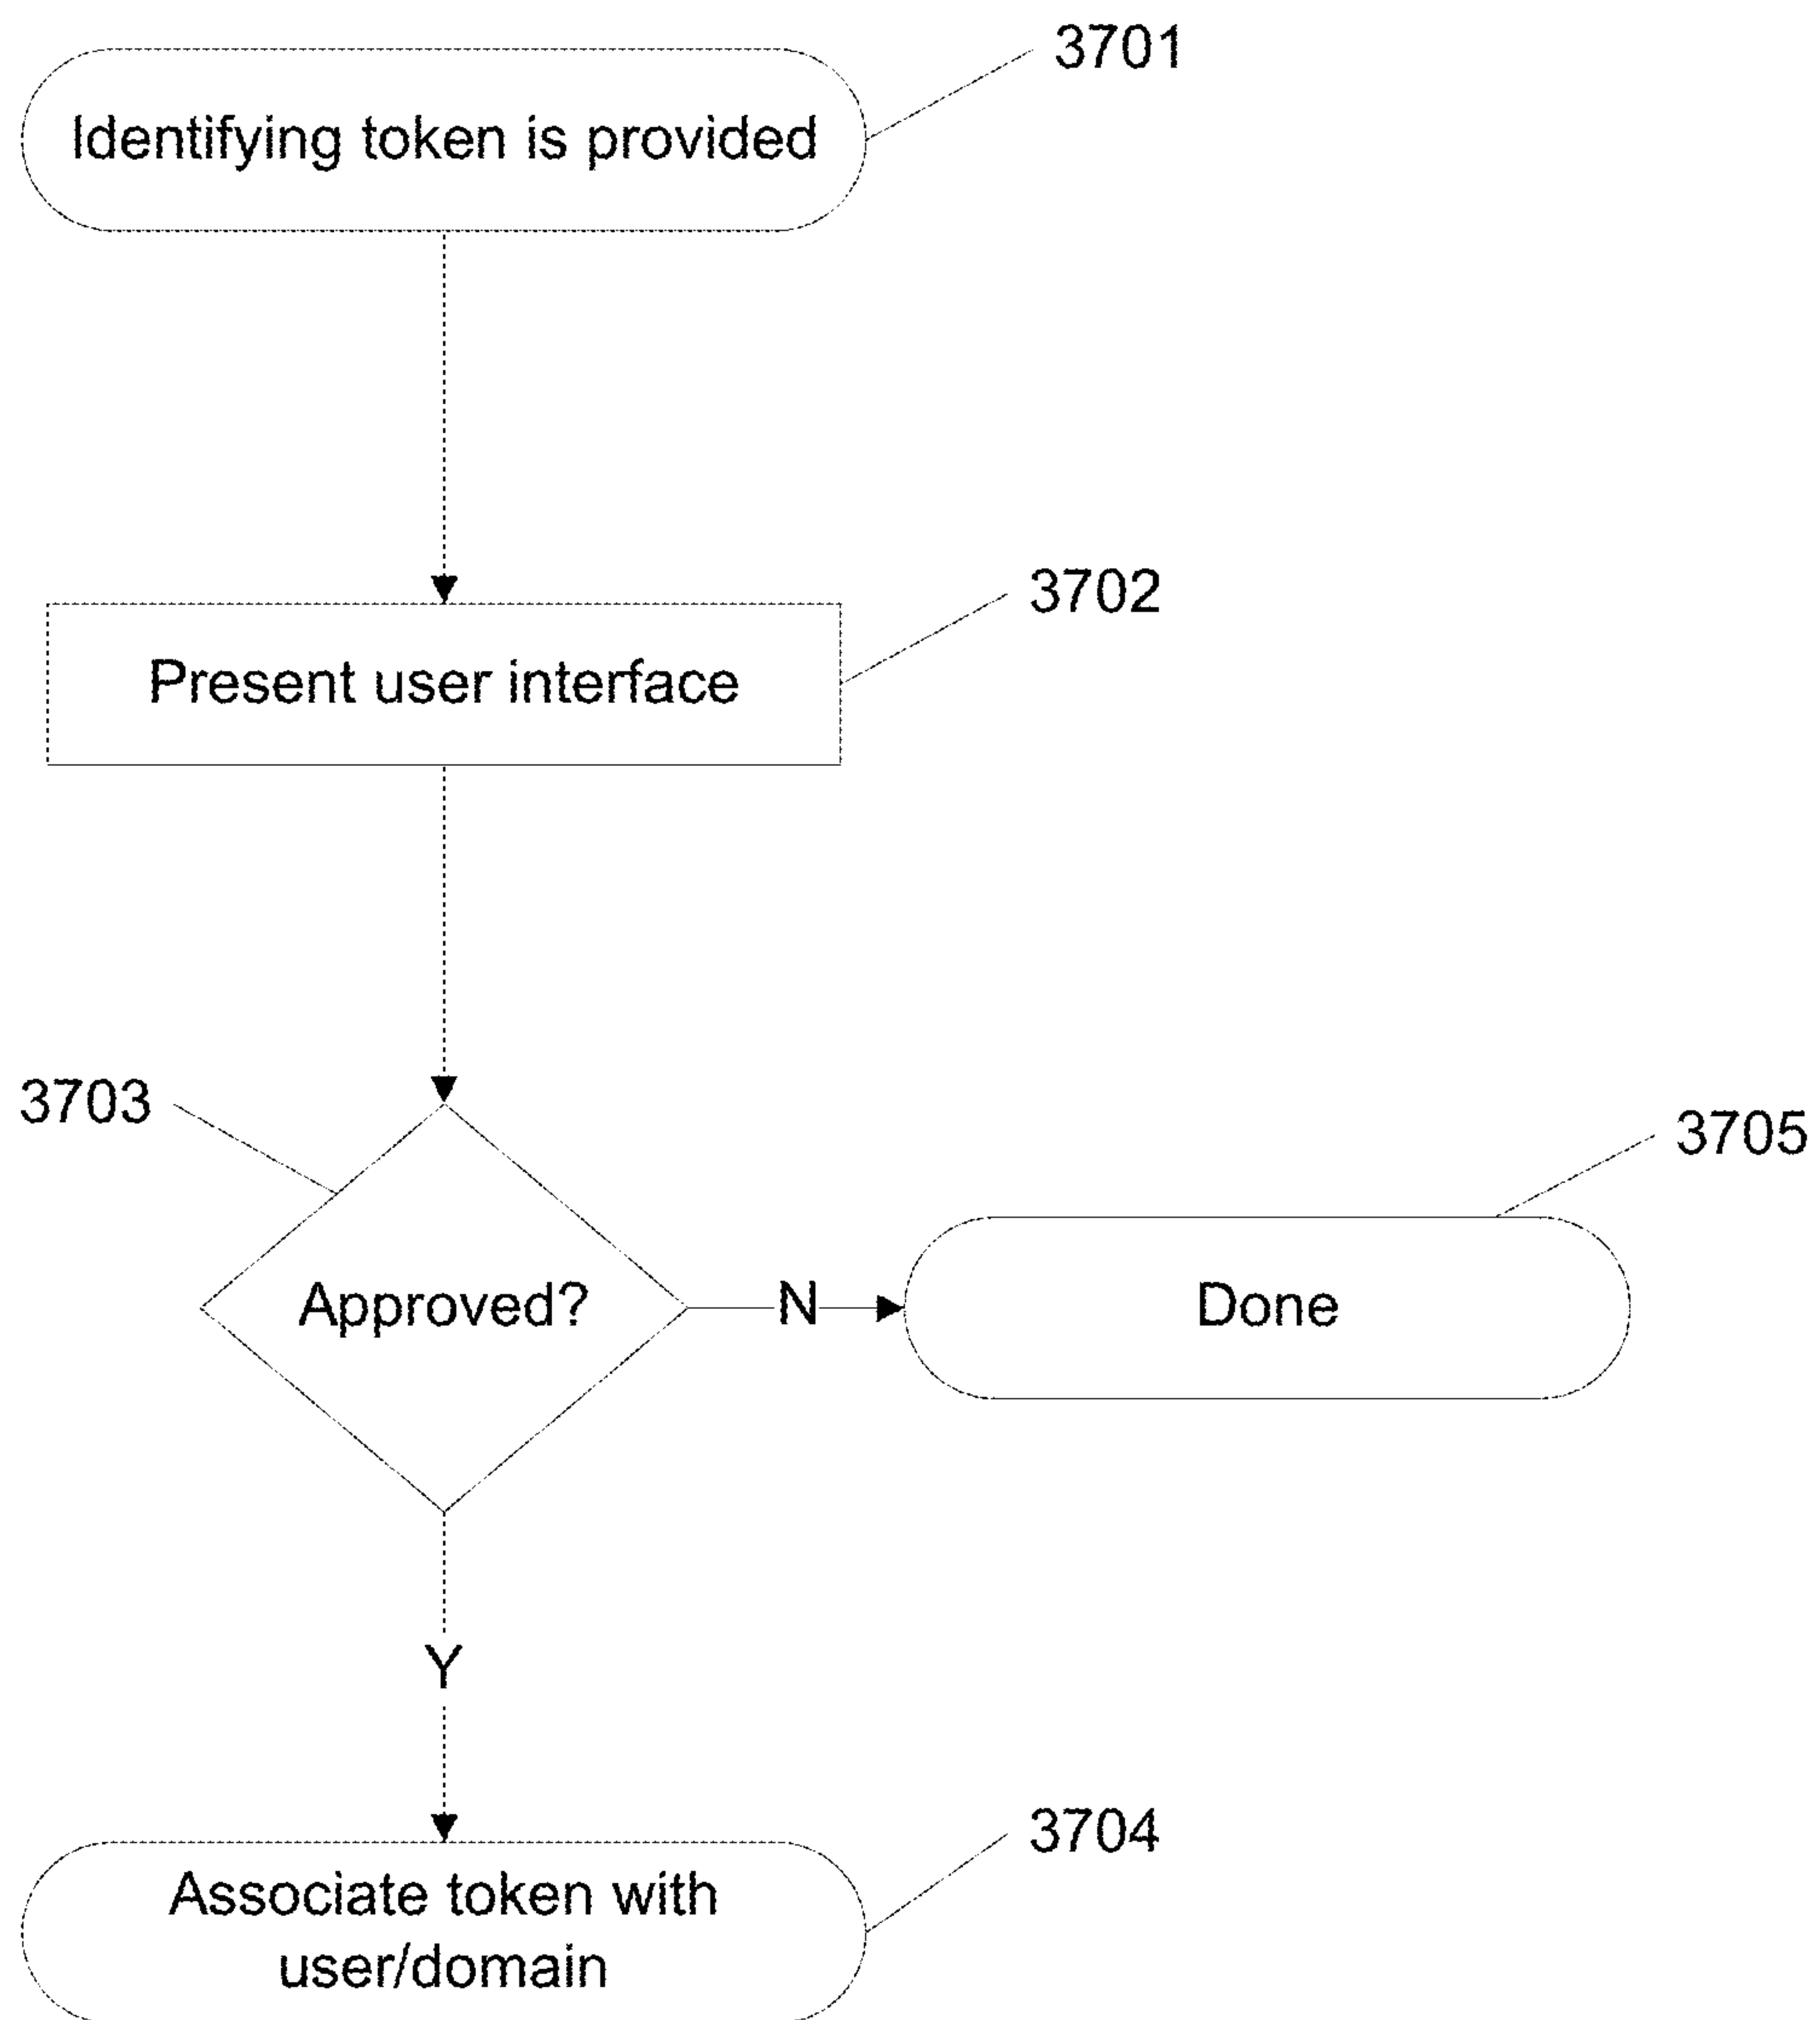 3701
Identifying token is provided
3702
Present user interface
3703
3705
Approved?
N
Done
Y
3704
Associate token with
user/domain